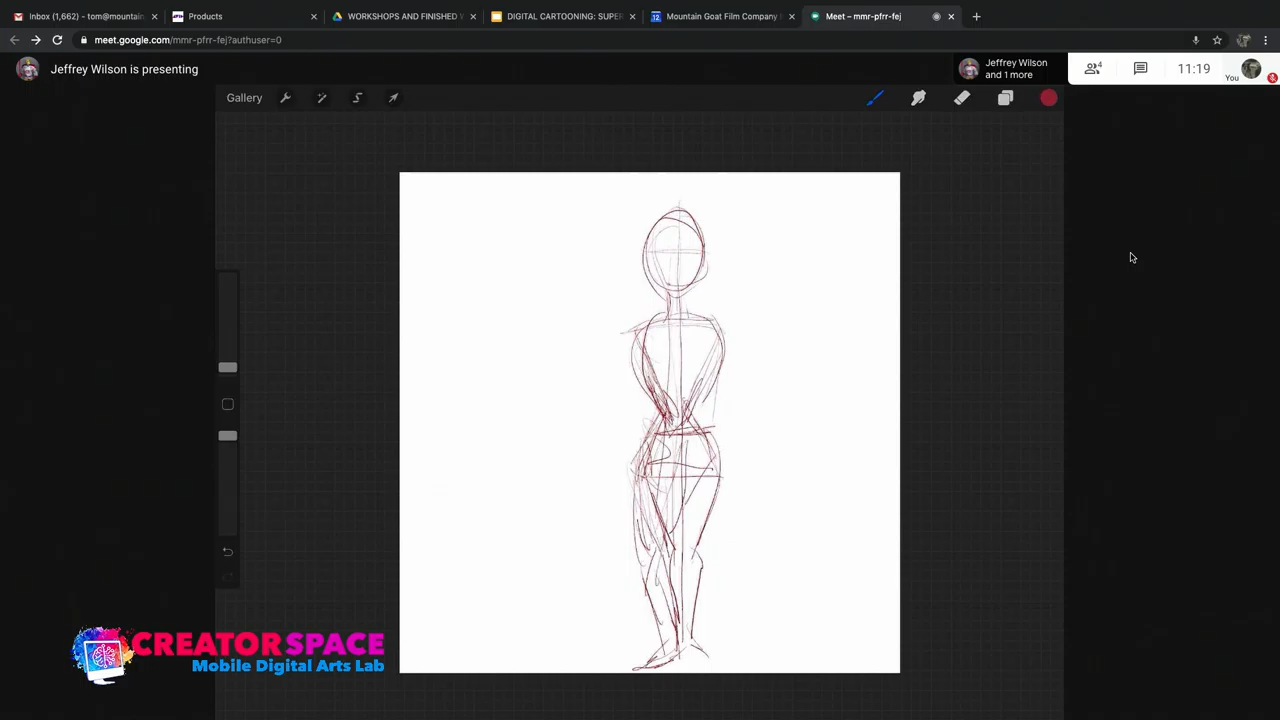 Inbox (1,662) - tom@mountain
Products
WORKSHOPS AND FINISHED
DIGITAL CARTOONING: SUPER
Mountain Goat Film Company
Meet – mmr-pfrr-fej
meet.google.com/mmr-pfrr-fej?authuser=0
Jeffrey Wilson is presenting
Jeffrey Wilson
and 1 more
4
11:19
You
Gallery
CREATORSPACE
Mobile Digital Arts Lab